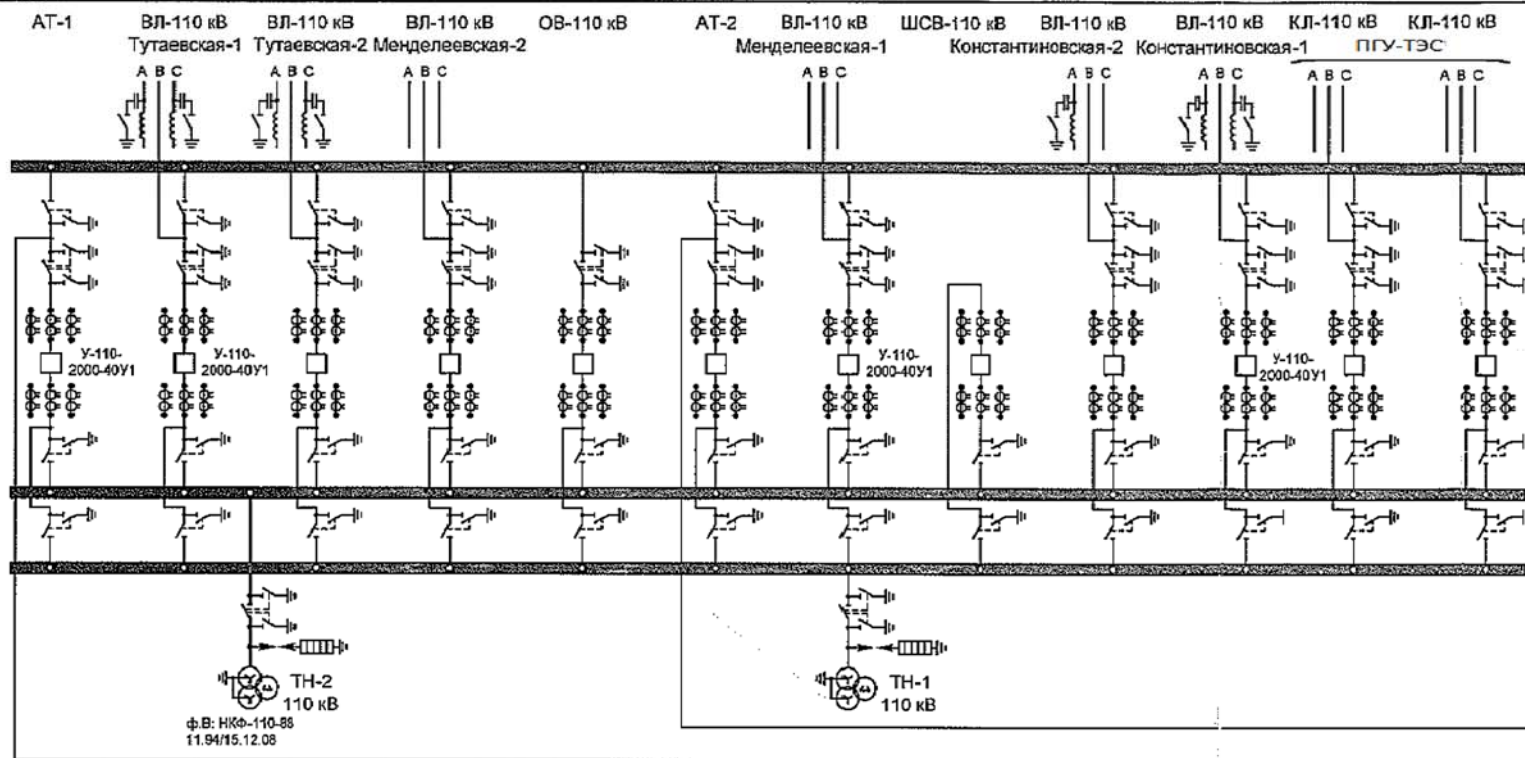 АТ-1
ВЛ-110 кВ
Тутаевская-1
ВЛ-110 кВ
Тутаевская-2
ВЛ-110 кВ
Менделеевская-2
ОВ-110 кВ
АТ-2
ВЛ-110 кВ
Менделеевская-1
ШСВ-110 кВ
ВЛ-110 кВ
Константиновская-2
ВЛ-110 кВ
Константиновская-1
КЛ-110 кВ
КЛ-110 кВ
ПГУ-ТЭС
A B C
A B C
A B C
A B C
A B C
A B C
A B C
A B C
У-110-
2000-40У1
У-110-
2000-40У1
У-110-
2000-40У1
У-110-
2000-40У1
ТН-2
110 кВ
ф.В: НКФ-110-88
11.94/15.12.08
ТН-1
110 кВ